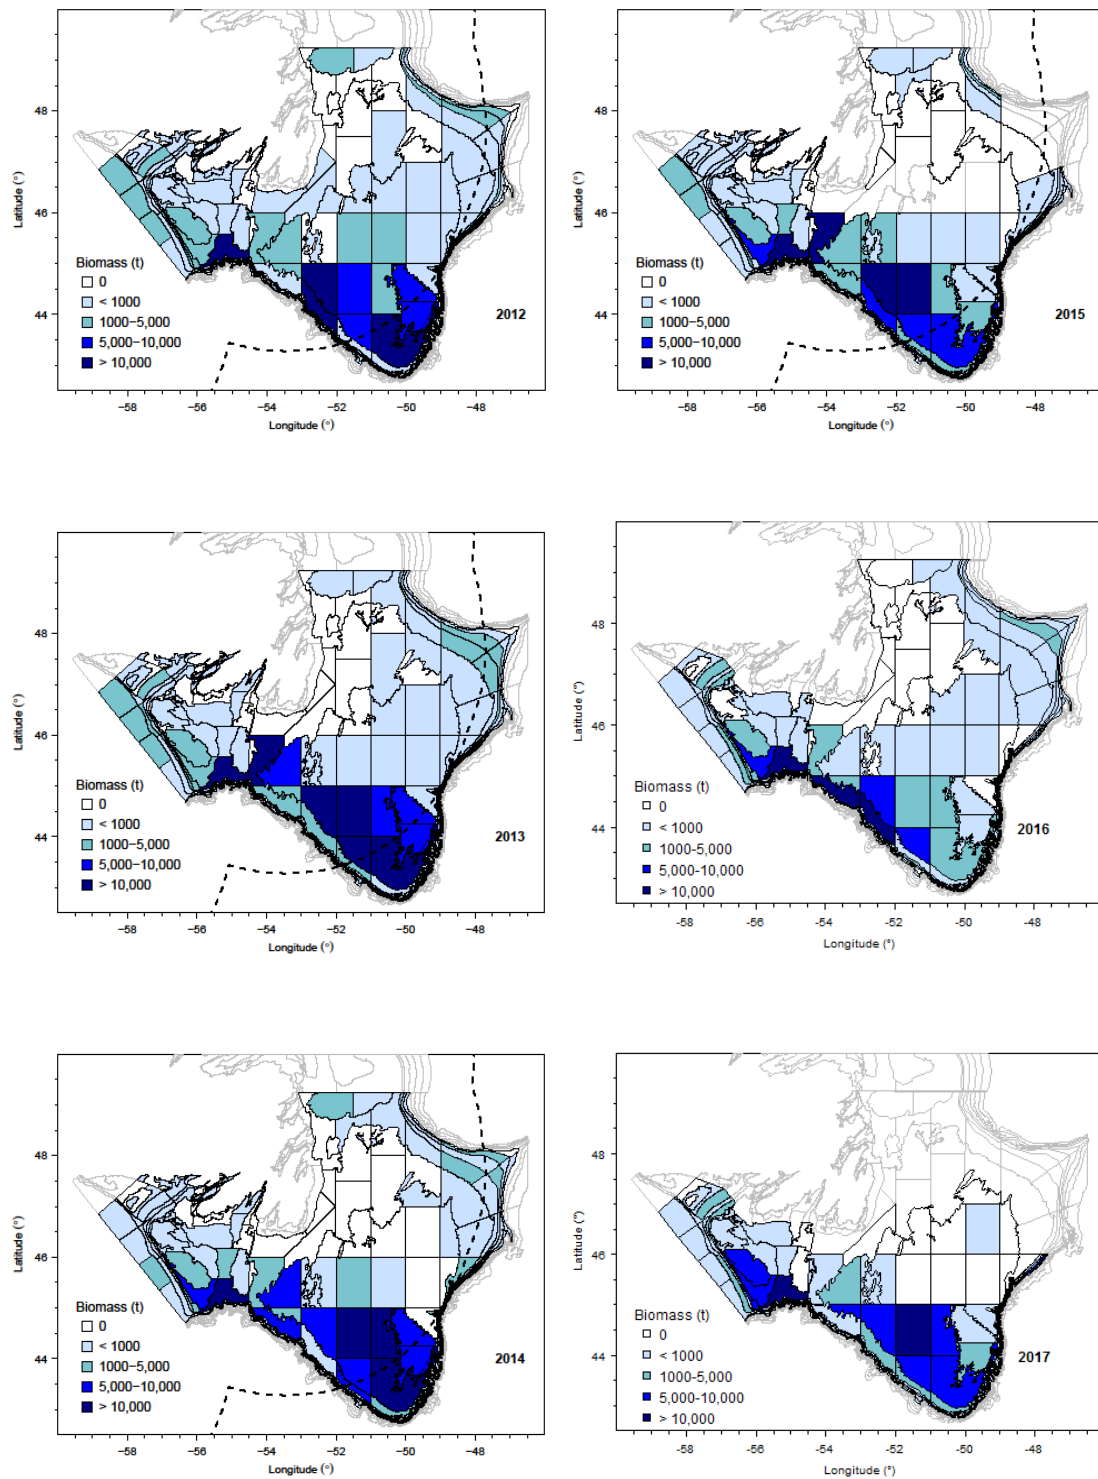 48
46
44
Latitude (°)
Biomass (t)
0
< 1000
1000−5,000
5,000−10,000
> 10,000
2012
−58 −56 −54 −52 −50 −48
Longitude (°)
48
46
44
Latitude (°)
Biomass (t)
0
< 1000
1000−5,000
5,000−10,000
> 10,000
2015
−58 −56 −54 −52 −50 −48
Longitude (°)
48
46
44
Latitude (°)
Biomass (t)
0
< 1000
1000−5,000
5,000−10,000
> 10,000
2013
−58 −56 −54 −52 −50 −48
Longitude (°)
48
46
44
Latitude (°)
Biomass (t)
0
< 1000
1000-5,000
5,000-10,000
> 10,000
2016
-58 -56 -54 -52 -50 -48
Longitude (°)
48
46
44
Latitude (°)
Biomass (t)
0
< 1000
1000−5,000
5,000−10,000
> 10,000
2014
−58 −56 −54 −52 −50 −48
Longitude (°)
48
46
44
Latitude (°)
Biomass (t)
0
< 1000
1000-5,000
5,000-10,000
> 10,000
2017
-58 -56 -54 -52 -50 -48
Longitude (°)